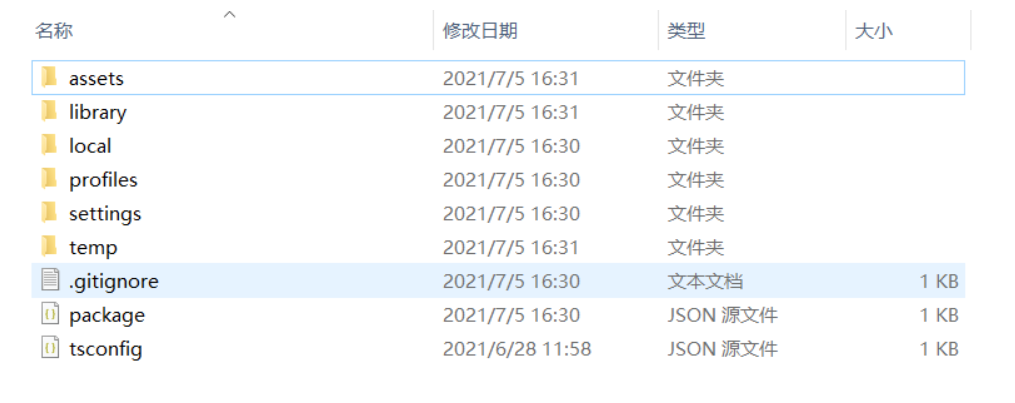 名称 修改日期 类型 大小
assets 2021/7/5 16:31 文件夹
library 2021/7/5 16:31 文件夹
local 2021/7/5 16:30 文件夹
profiles 2021/7/5 16:30 文件夹
settings 2021/7/5 16:30 文件夹
temp 2021/7/5 16:31 文件夹
.gitignore 2021/7/5 16:30 文本文档 1 KB
package 2021/7/5 16:30 JSON 源文件 1 KB
tsconfig 2021/6/28 11:58 JSON 源文件 1 KB